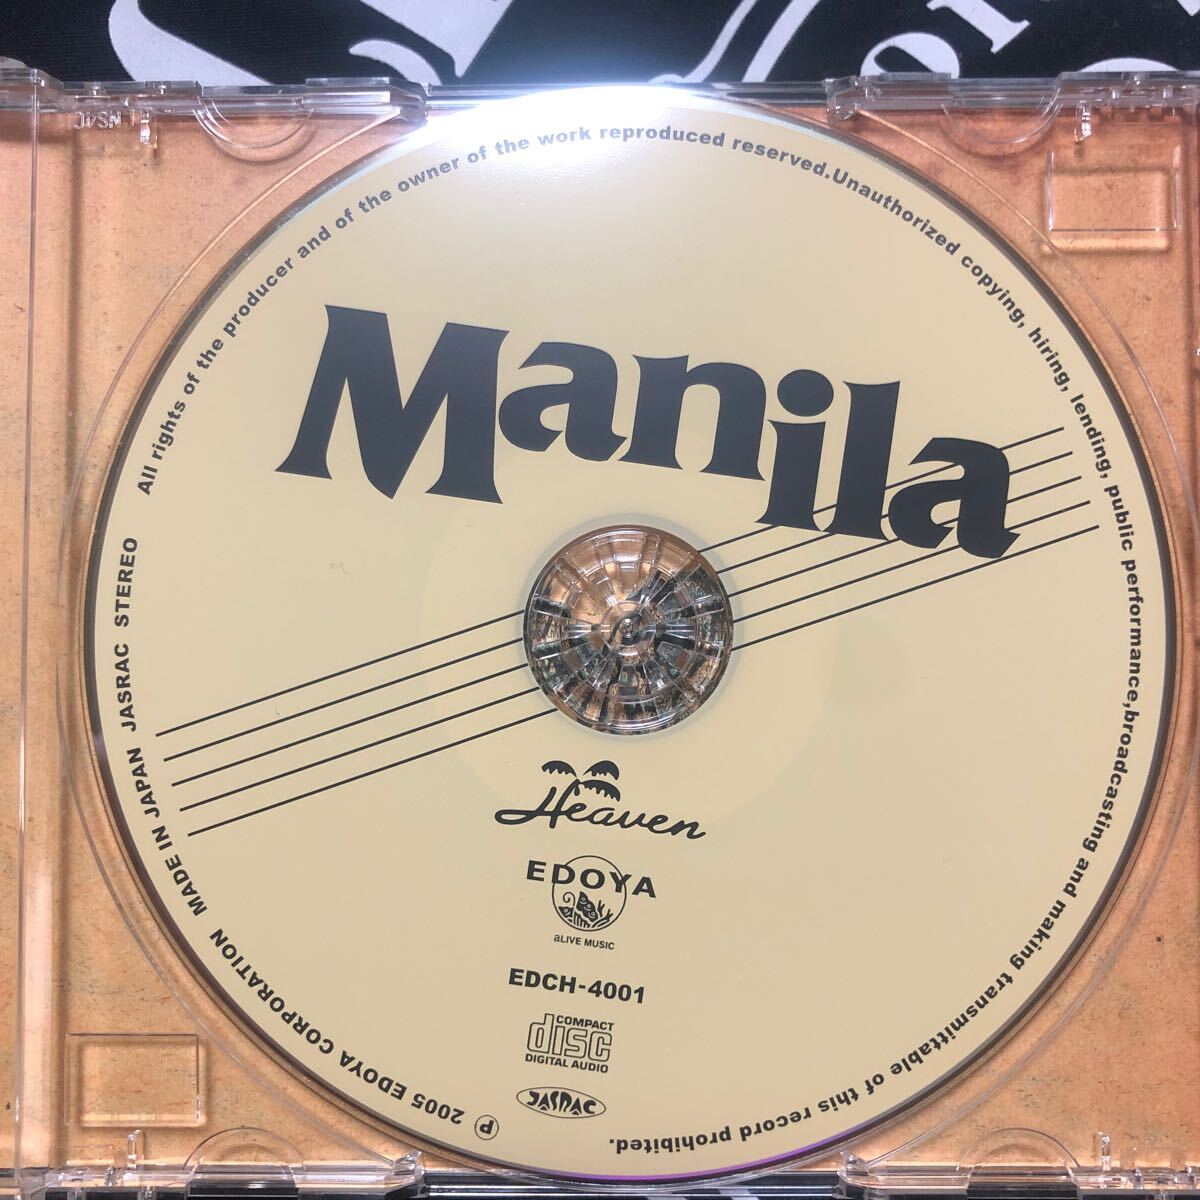 All rights of the producer and of the owner of the work reproduced reserved.Unauthorized copying, hiring, lending, public performance,broadcasting and making transmittable of this record prohibited.
Manila
Heaven
EDOYA
aLIVE MUSIC
EDCH-4001
COMPACT
disc
DIGITAL AUDIO
JASRAC
Ⓟ 2005 EDOYA CORPORATION MADE IN JAPAN JASRAC STEREO